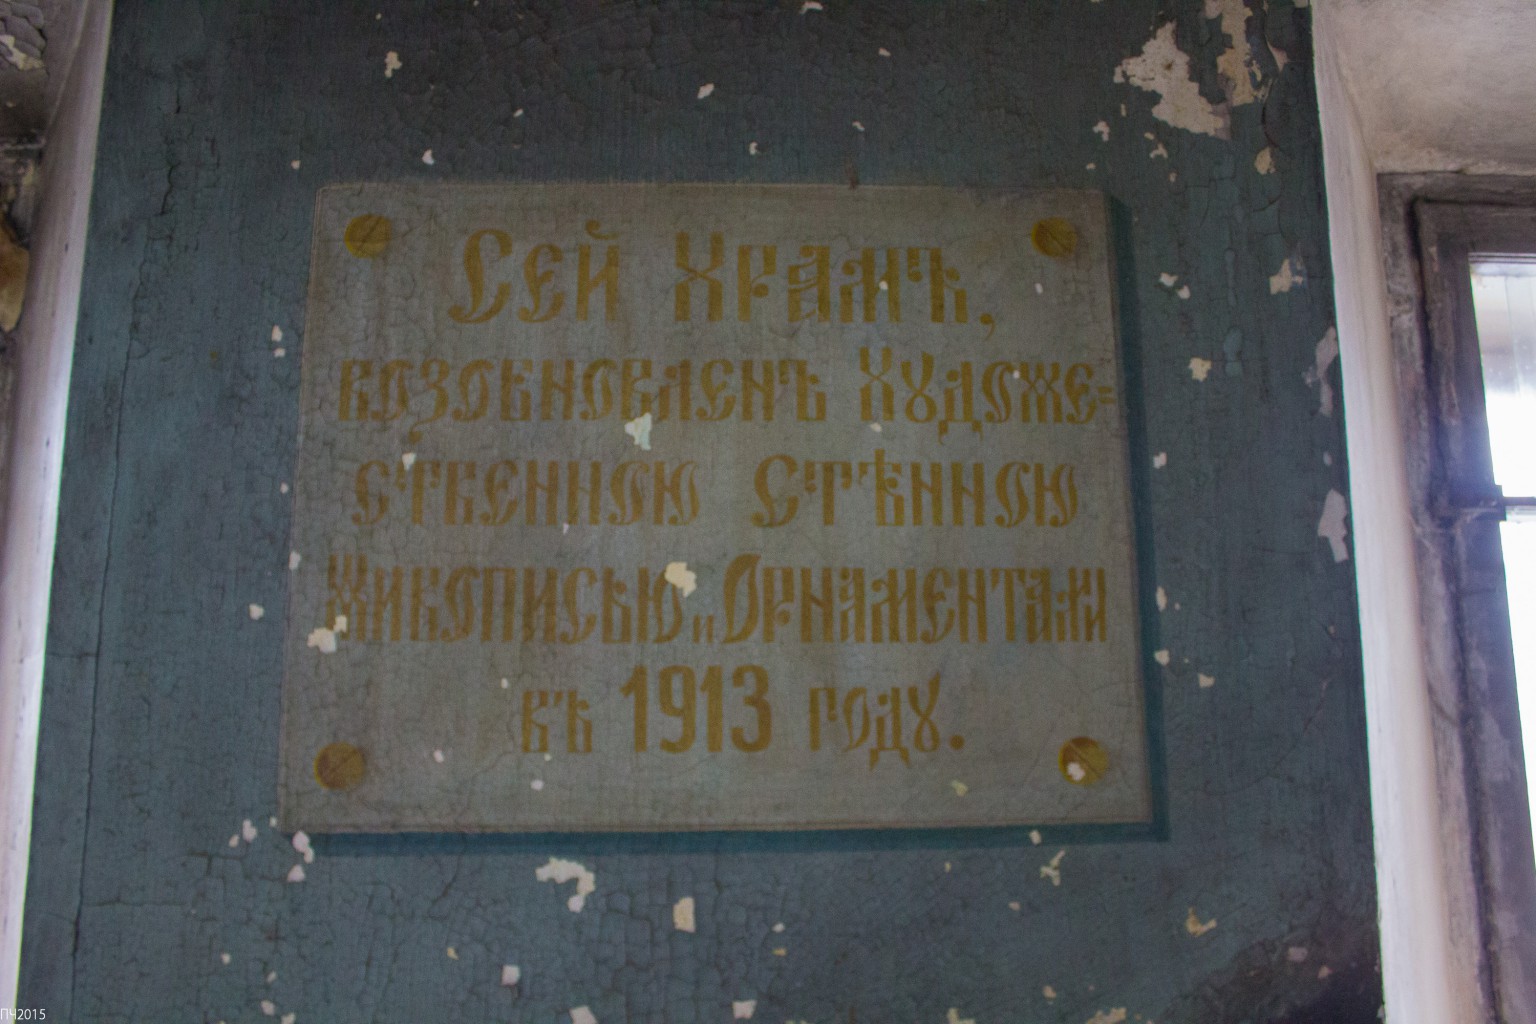 Сей Храмъ,
возобновленъ Художе=
ственною Стѣнною
Живописью и Орнаментами
въ 1913 году.
ПЧ2015